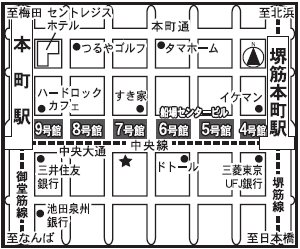 至梅田
セントレジス
ホテル
本町通
至北浜
つるやゴルフ
タマホーム
N
本町駅
堺筋本町駅
ハードロック
カフェ
すき家
イケマン
船場センタービル
9号館
8号館
7号館
6号館
5号館
4号館
中央大通
中央線
三井住友
銀行
ドトール
三菱東京
UFJ銀行
御堂筋線
堺筋線
池田泉州
銀行
至なんば
至日本橋